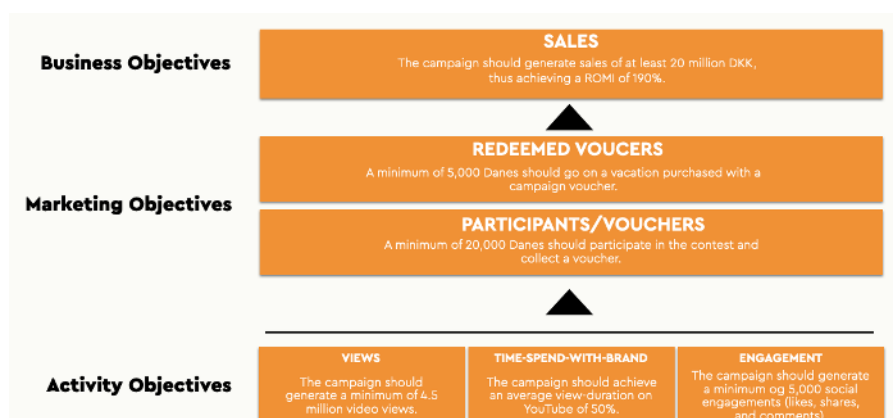 Business Objectives
SALES
The campaign should generate sales of at least 20 million DKK,
thus achieving a ROMI of 190%.
Marketing Objectives
REDEEMED VOUCERS
A minimum of 5,000 Danes should go on a vacation purchased with a
campaign voucher.
PARTICIPANTS/VOUCHERS
A minimum of 20,000 Danes should participate in the contest and
collect a voucher.
Activity Objectives
VIEWS
The campaign should
generate a minimum of 4.5
million video views.
TIME-SPEND-WITH-BRAND
The campaign should achieve
an average view-duration on
YouTube of 50%.
ENGAGEMENT
The campaign should generate
a minimum og 5,000 social
engagements (likes, shares,
and comments)